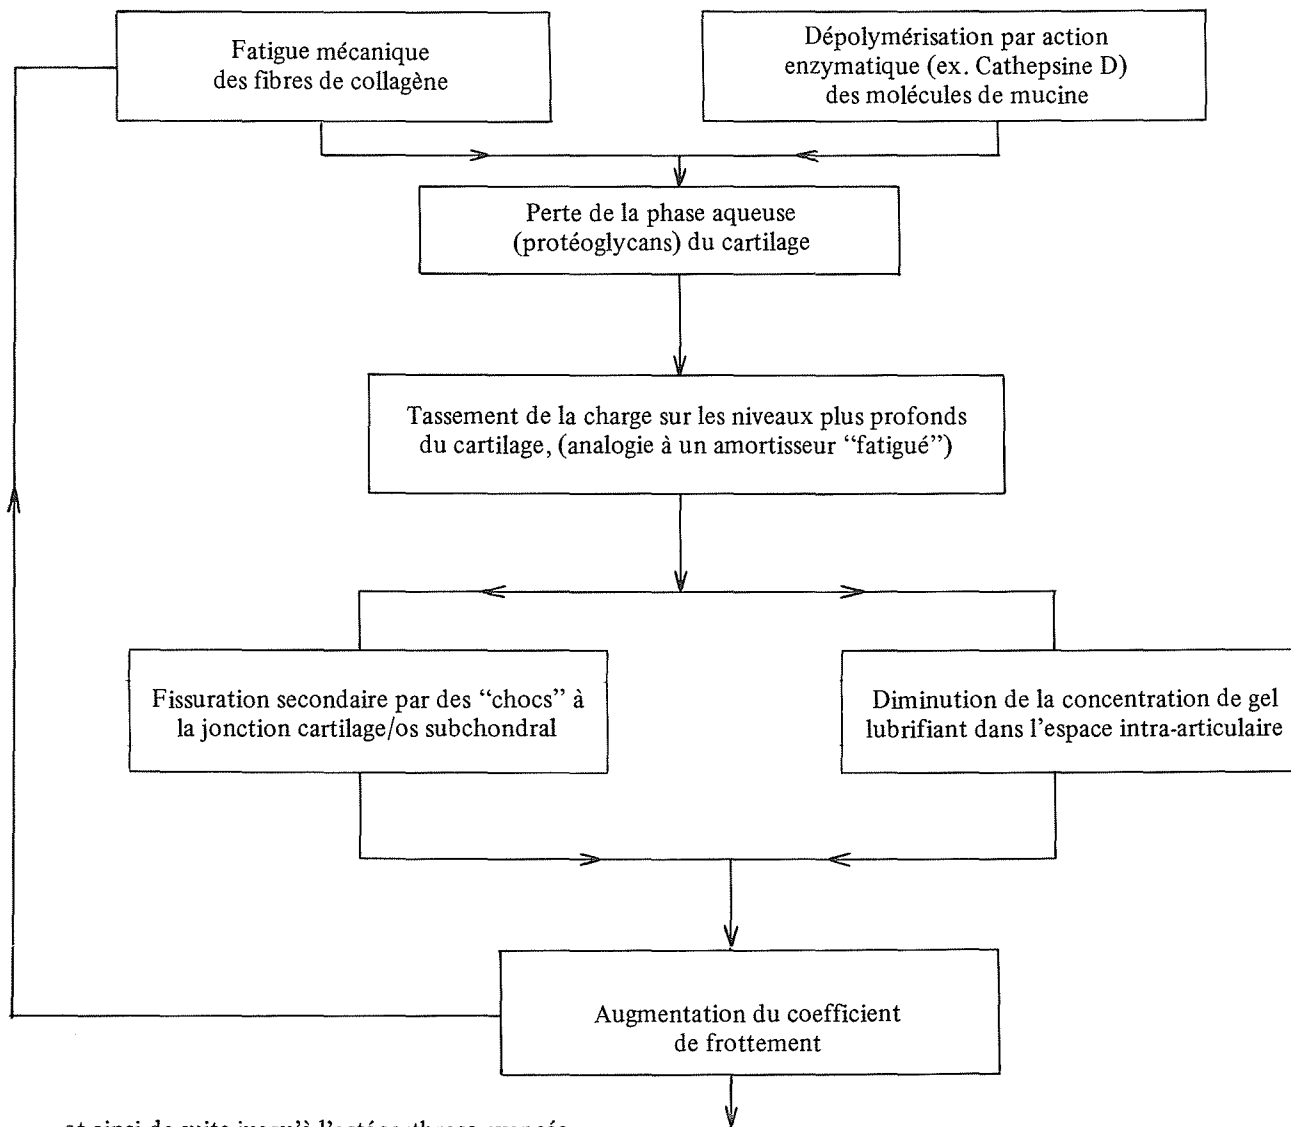 Fatigue mécanique
des fibres de collagène
Dépolymérisation par action
enzymatique (ex. Cathepsine D)
des molécules de mucine
Perte de la phase aqueuse
(protéoglycans) du cartilage
Tassement de la charge sur les niveaux plus profonds
du cartilage, (analogie à un amortisseur “fatigué”)
Fissuration secondaire par des “chocs” à
la jonction cartilage/os subchondral
Diminution de la concentration de gel
lubrifiant dans l'espace intra-articulaire
Augmentation du coefficient
de frottement
et ainsi de suite jusqu'à